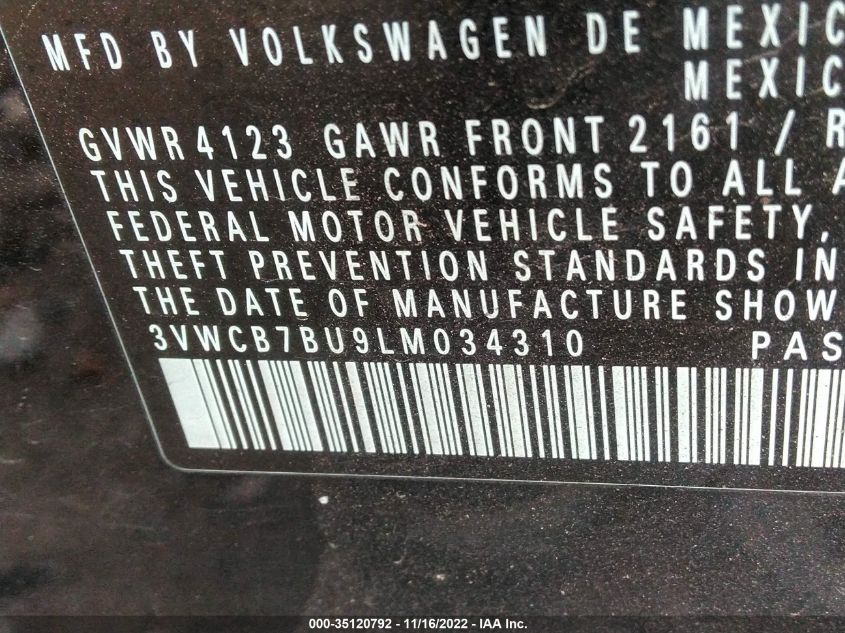 MFD BY VOLKSWAGEN DE MEXIC
MEXIC
GVWR 4123 GAWR FRONT 2161 / R
THIS VEHICLE CONFORMS TO ALL A
FEDERAL MOTOR VEHICLE SAFETY,
THEFT PREVENTION STANDARDS IN
THE DATE OF MANUFACTURE SHOW
3VWCB7BU9LM034310 PAS
000-35120792 - 11/16/2022 - IAA Inc.